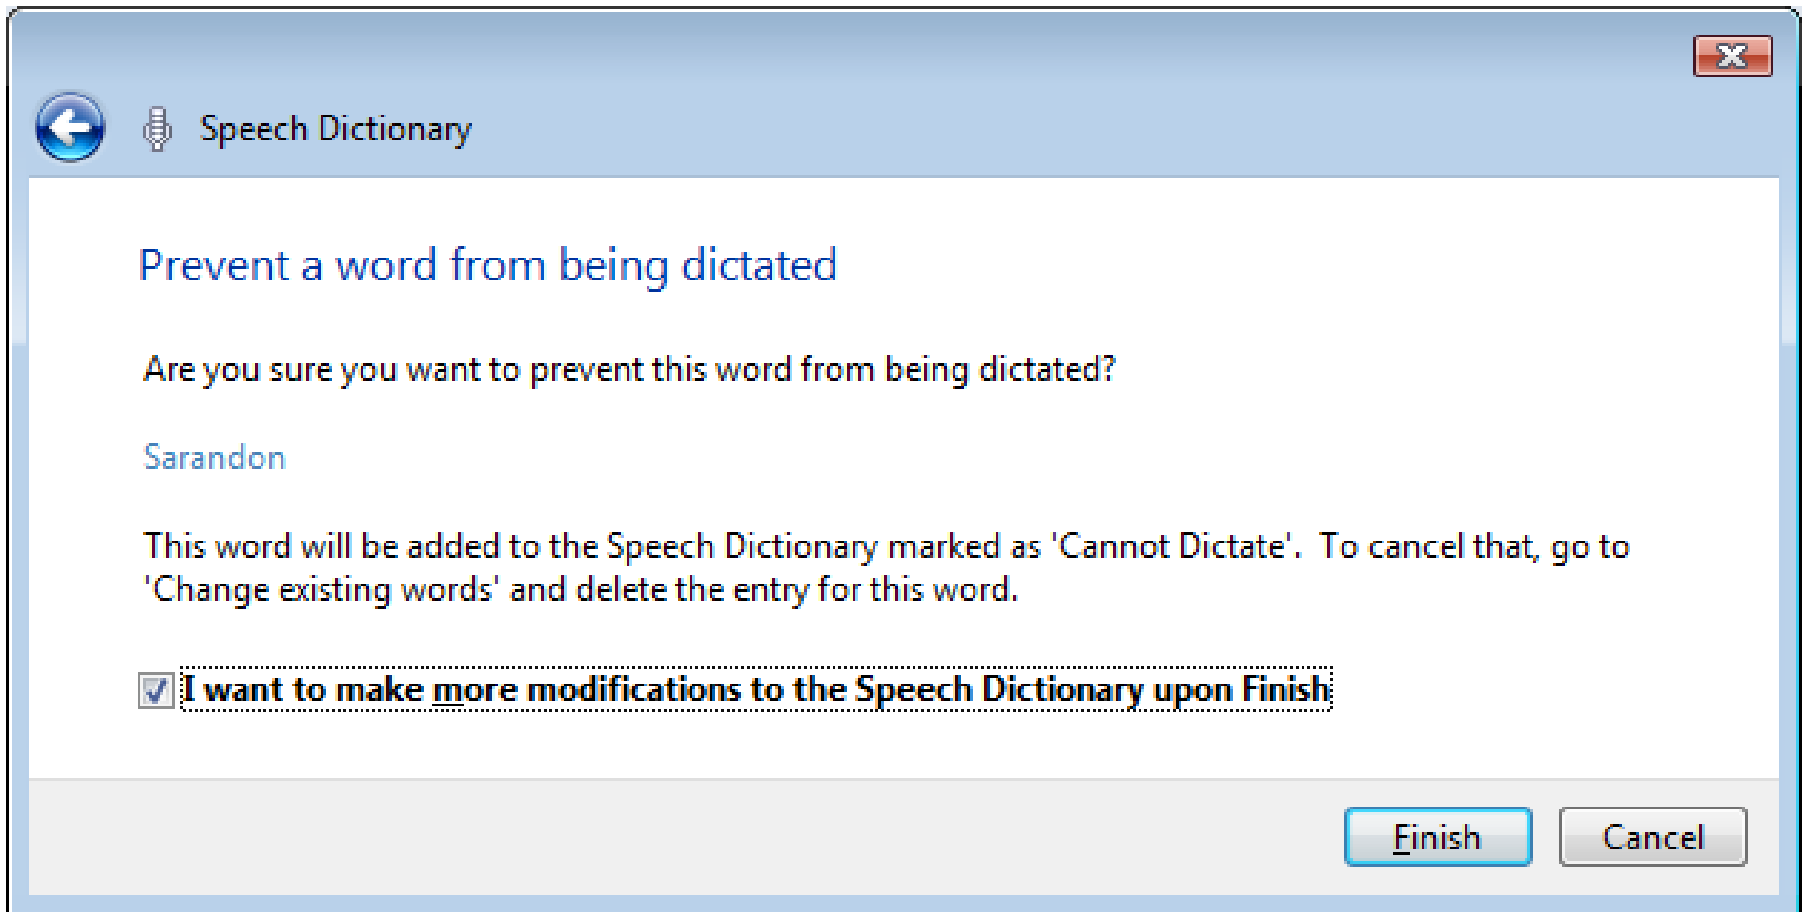 Speech Dictionary
Prevent a word from being dictated
Are you sure you want to prevent this word from being dictated?
Sarandon
This word will be added to the Speech Dictionary marked as 'Cannot Dictate'.  To cancel that, go to
'Change existing words' and delete the entry for this word.
I want to make more modifications to the Speech Dictionary upon Finish
Finish
Cancel